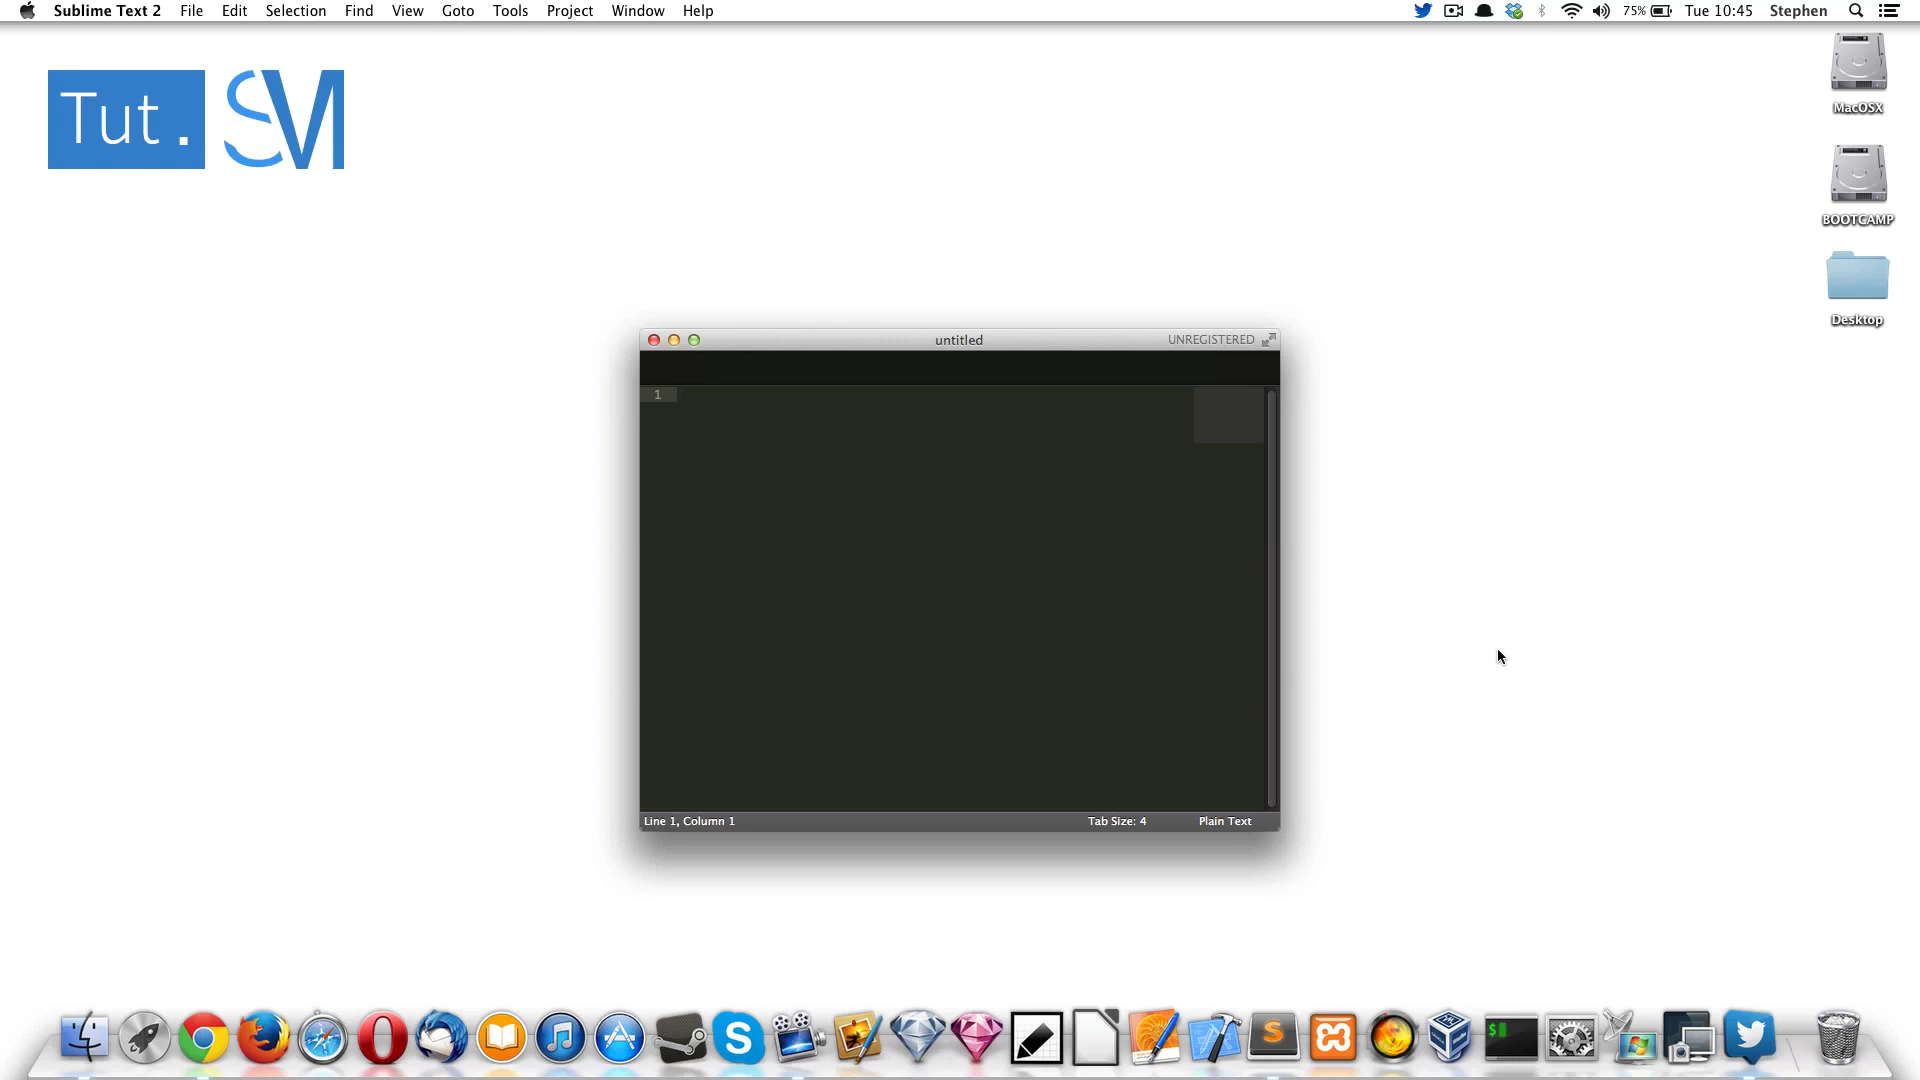 Sublime Text 2 File Edit Selection Find View Goto Tools Project Window Help 75% Tue 10:45 Stephen
Tut. SM
MacOSX
BOOTCAMP
Desktop
untitled UNREGISTERED
1
Line 1, Column 1 Tab Size: 4 Plain Text